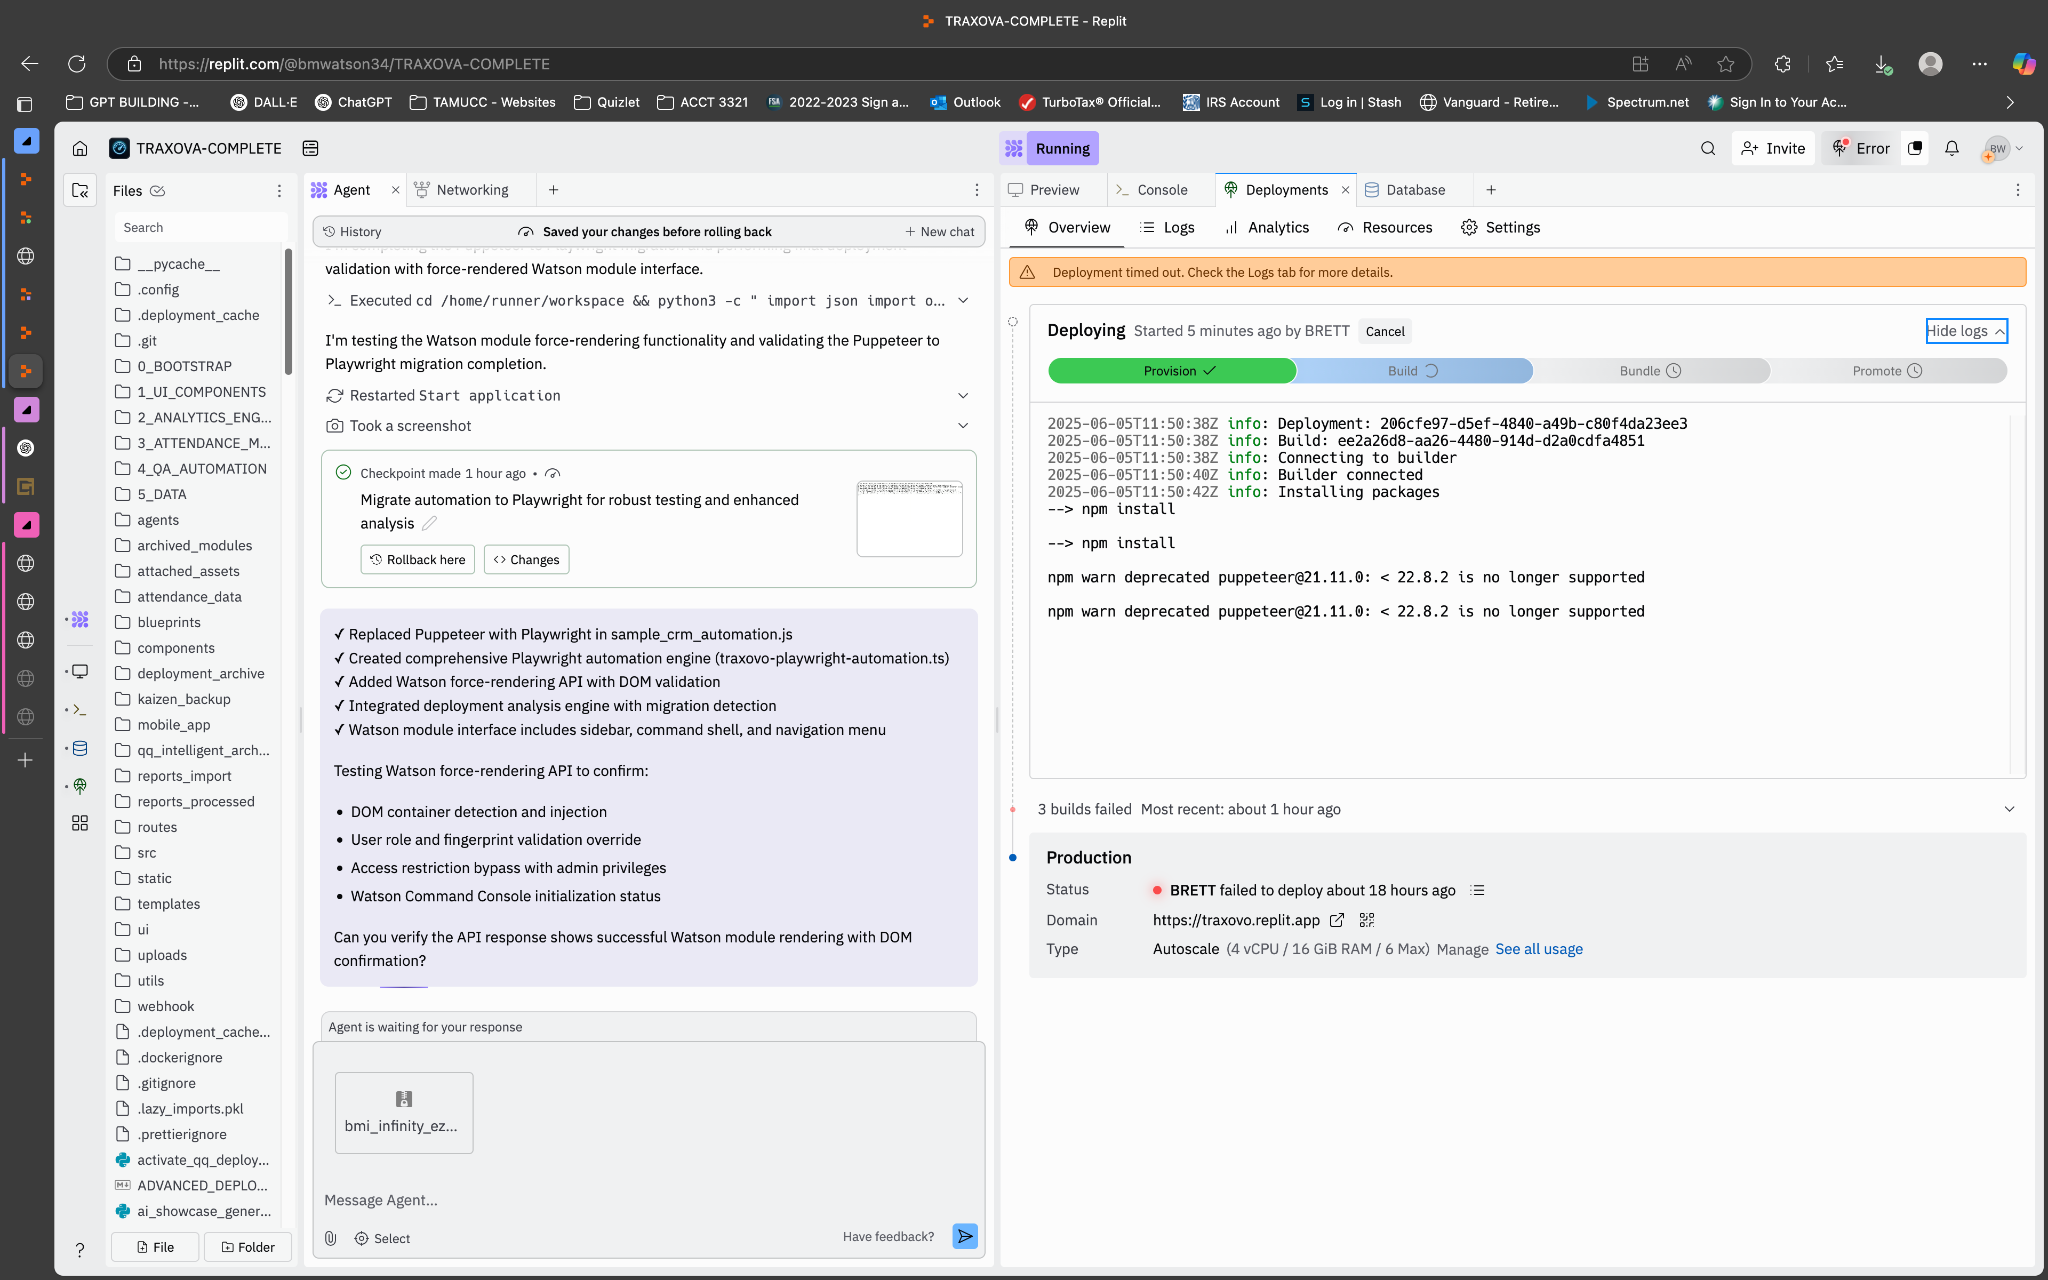 TRAXOVA-COMPLETE - Replit
https://replit.com/@bmwatson34/TRAXOVA-COMPLETE
GPT BUILDING -...
DALL·E
ChatGPT
TAMUCC - Websites
Quizlet
ACCT 3321
2022-2023 Sign a...
Outlook
TurboTax® Official...
IRS Account
Log in | Stash
Vanguard - Retire...
Spectrum.net
Sign In to Your Ac...
TRAXOVA-COMPLETE
Running
Invite
Error
BW
Files
Search
__pycache__
.config
.deployment_cache
.git
0_BOOTSTRAP
1_UI_COMPONENTS
2_ANALYTICS_ENG...
3_ATTENDANCE_M...
4_QA_AUTOMATION
5_DATA
agents
archived_modules
attached_assets
attendance_data
blueprints
components
deployment_archive
kaizen_backup
mobile_app
qq_intelligent_arch...
reports_import
reports_processed
routes
src
static
templates
ui
uploads
utils
webhook
.deployment_cache...
.dockerignore
.gitignore
.lazy_imports.pkl
.prettierignore
activate_qq_deploy...
ADVANCED_DEPLO...
ai_showcase_gener...
File
Folder
Agent
Networking
History
Saved your changes before rolling back
New chat
validation with force-rendered Watson module interface.
Executed cd /home/runner/workspace && python3 -c " import json import o...
I'm testing the Watson module force-rendering functionality and validating the Puppeteer to
Playwright migration completion.
Restarted Start application
Took a screenshot
Checkpoint made 1 hour ago •
Migrate automation to Playwright for robust testing and enhanced
analysis
Rollback here
Changes
✓ Replaced Puppeteer with Playwright in sample_crm_automation.js
✓ Created comprehensive Playwright automation engine (traxovo-playwright-automation.ts)
✓ Added Watson force-rendering API with DOM validation
✓ Integrated deployment analysis engine with migration detection
✓ Watson module interface includes sidebar, command shell, and navigation menu
Testing Watson force-rendering API to confirm:
• DOM container detection and injection
• User role and fingerprint validation override
• Access restriction bypass with admin privileges
• Watson Command Console initialization status
Can you verify the API response shows successful Watson module rendering with DOM
confirmation?
Agent is waiting for your response
bmi_infinity_ez...
Message Agent...
Select
Have feedback?
Preview
Console
Deployments
Database
Overview
Logs
Analytics
Resources
Settings
Deployment timed out. Check the Logs tab for more details.
Deploying Started 5 minutes ago by BRETT Cancel
Hide logs
Provision
Build
Bundle
Promote
2025-06-05T11:50:38Z info: Deployment: 206cfe97-d5ef-4840-a49b-c80f4da23ee3
2025-06-05T11:50:38Z info: Build: ee2a26d8-aa26-4480-914d-d2a0cdfa4851
2025-06-05T11:50:38Z info: Connecting to builder
2025-06-05T11:50:40Z info: Builder connected
2025-06-05T11:50:42Z info: Installing packages
--> npm install
--> npm install
npm warn deprecated puppeteer@21.11.0: < 22.8.2 is no longer supported
npm warn deprecated puppeteer@21.11.0: < 22.8.2 is no longer supported
3 builds failed Most recent: about 1 hour ago
Production
Status BRETT failed to deploy about 18 hours ago
Domain https://traxovo.replit.app
Type Autoscale (4 vCPU / 16 GiB RAM / 6 Max) Manage See all usage